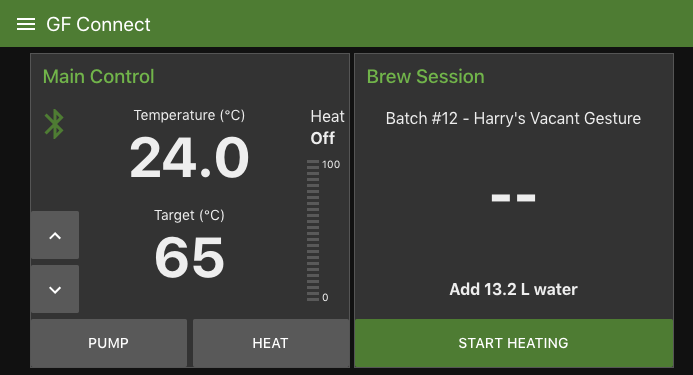 GF Connect
Main Control
Temperature (°C)
24.0
Target (°C)
65
Heat
Off
100
0
PUMP
HEAT
Brew Session
Batch #12 - Harry's Vacant Gesture
--
Add 13.2 L water
START HEATING